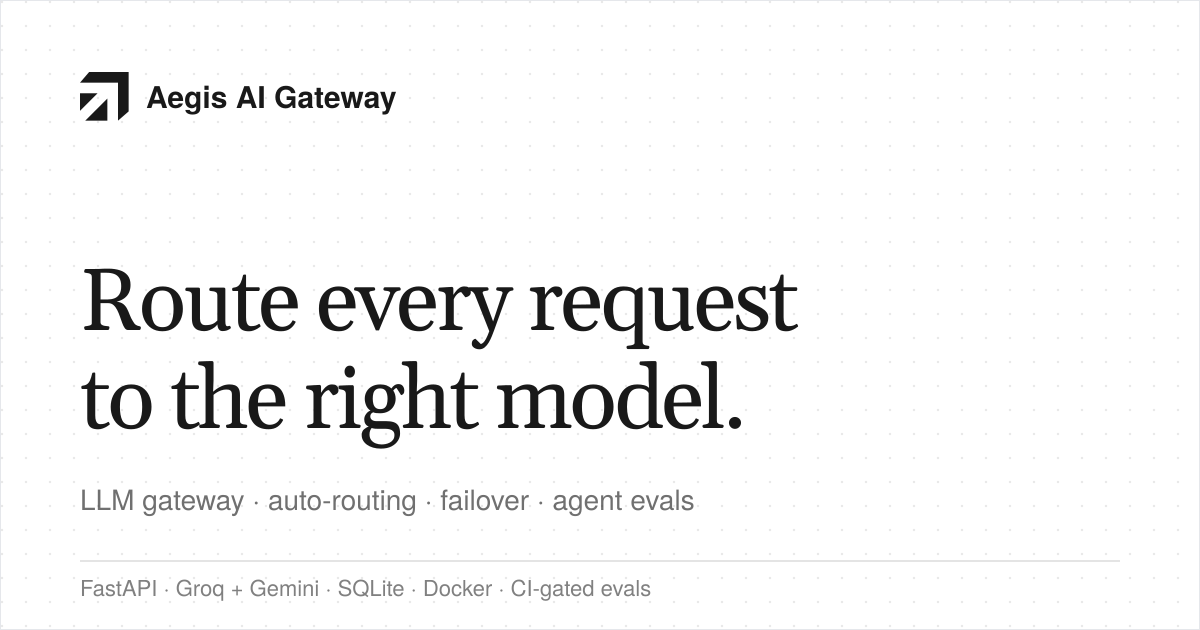 Aegis AI Gateway
Route every request
to the right model.
LLM gateway · auto-routing · failover · agent evals
FastAPI · Groq + Gemini · SQLite · Docker · CI-gated evals